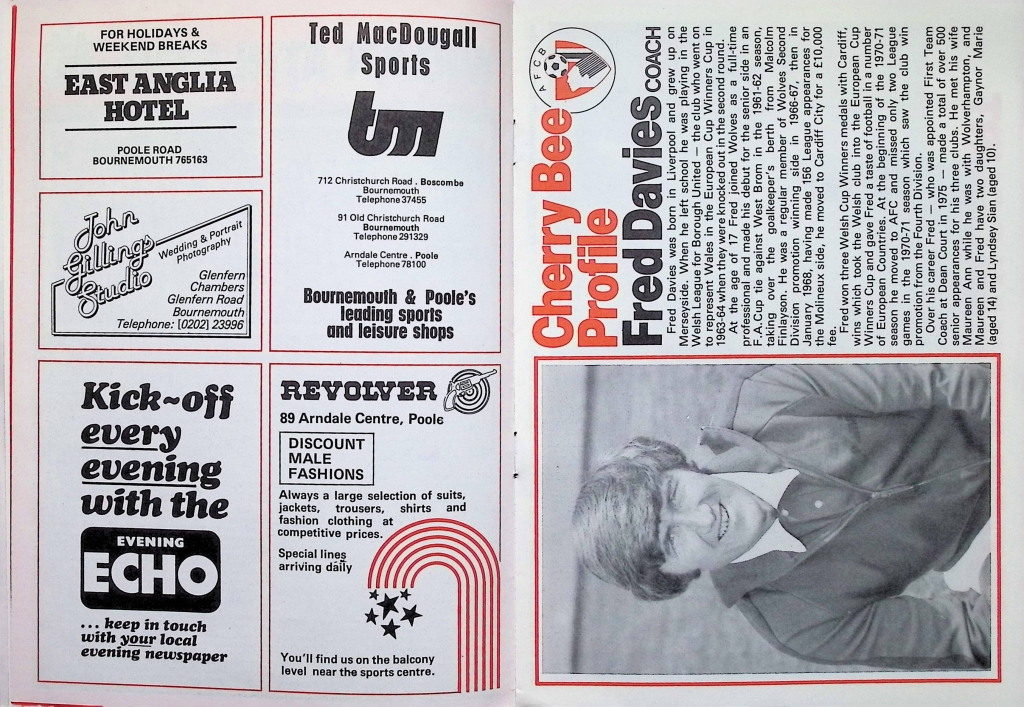 FOR HOLIDAYS &
WEEKEND BREAKS
EAST ANGLIA
HOTEL
POOLE ROAD
BOURNEMOUTH 765163
John
Gillings
Studio
Wedding & Portrait
Photography
Glenfern
Chambers
Glenfern Road
Bournemouth
Telephone: [0202] 23996
Kick~off
every
evening
with the
EVENING
ECHO
... keep in touch
with your local
evening newspaper
Ted MacDougall
Sports
tm
712 Christchurch Road . Boscombe
Bournemouth
Telephone 37455
91 Old Christchurch Road
Bournemouth
Telephone 291329
Arndale Centre . Poole
Telephone 78100
Bournemouth & Poole's
leading sports
and leisure shops
REVOLVER
89 Arndale Centre, Poole
DISCOUNT
MALE
FASHIONS
Always a large selection of suits,
jackets, trousers, shirts and
fashion clothing at
competitive prices.
Special lines
arriving daily
You'll find us on the balcony
level near the sports centre.
AFCB
Cherry Bee
Profile
Fred Davies COACH
Fred Davies was born in Liverpool and grew up on
Merseyside. When he left school he was playing in the
Welsh League for Borough United — the club who went on
to represent Wales in the European Cup Winners Cup in
1963-64 when they were knocked out in the second round.
At the age of 17 Fred joined Wolves as a full-time
professional and made his debut for the senior side in an
F.A.Cup tie against West Brom in the 1961-62 season,
taking over the goalkeeper's berth from Malcolm
Finlayson. He was a regular member of Wolves Second
Division promotion winning side in 1966-67, then in
January 1968, having made 156 League appearances for
the Molineux side, he moved to Cardiff City for a £10,000
fee.
Fred won three Welsh Cup Winners medals with Cardiff,
wins which took the Welsh club into the European Cup
Winners Cup and gave Fred a taste of football in a number
of European Countries. At the beginning of the 1970-71
season he moved to AFC and missed only two League
games in the 1970-71 season which saw the club win
promotion from the Fourth Division.
Over his career Fred — who was appointed First Team
Coach at Dean Court in 1975 — made a total of over 500
senior appearances for his three clubs. He met his wife
Maureen Ann while he was with Wolverhampton, and
Maureen and Fred have two daughters, Gaynor Marie
(aged 14) and Lyndsey Sian (aged 10).